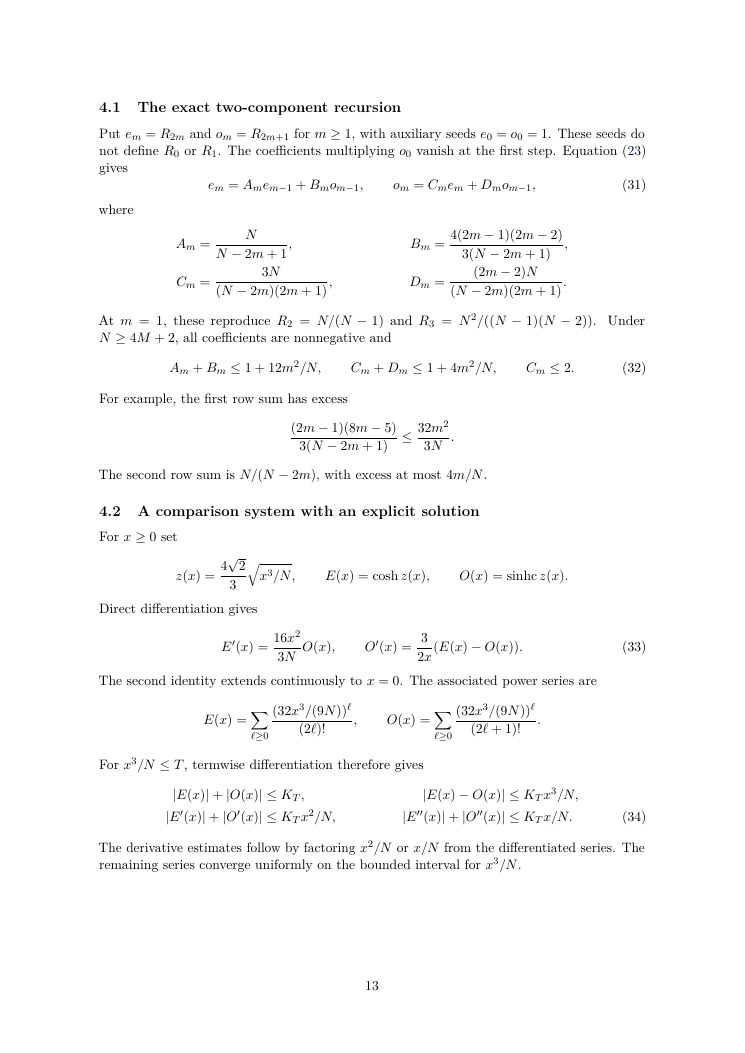 4.1 The exact two-component recursion
Put e_m = R_{2m} and o_m = R_{2m+1} for m ≥ 1, with auxiliary seeds e_0 = o_0 = 1. These seeds do
not define R_0 or R_1. The coefficients multiplying o_0 vanish at the first step. Equation (23)
gives
e_m = A_m e_{m−1} + B_m o_{m−1}, o_m = C_m e_m + D_m o_{m−1}, (31)
where
A_m = N/(N − 2m + 1), B_m = 4(2m − 1)(2m − 2)/(3(N − 2m + 1)),
C_m = 3N/((N − 2m)(2m + 1)), D_m = (2m − 2)N/((N − 2m)(2m + 1)).
At m = 1, these reproduce R_2 = N/(N − 1) and R_3 = N^2/((N − 1)(N − 2)). Under
N ≥ 4M + 2, all coefficients are nonnegative and
A_m + B_m ≤ 1 + 12m^2/N, C_m + D_m ≤ 1 + 4m^2/N, C_m ≤ 2. (32)
For example, the first row sum has excess
(2m − 1)(8m − 5)/(3(N − 2m + 1)) ≤ 32m^2/(3N).
The second row sum is N/(N − 2m), with excess at most 4m/N.
4.2 A comparison system with an explicit solution
For x ≥ 0 set
z(x) = (4√2/3)√(x^3/N), E(x) = cosh z(x), O(x) = sinhc z(x).
Direct differentiation gives
E′(x) = (16x^2/(3N))O(x), O′(x) = (3/(2x))(E(x) − O(x)). (33)
The second identity extends continuously to x = 0. The associated power series are
E(x) = ∑_{ℓ≥0} (32x^3/(9N))^ℓ/(2ℓ)!, O(x) = ∑_{ℓ≥0} (32x^3/(9N))^ℓ/(2ℓ + 1)!.
For x^3/N ≤ T, termwise differentiation therefore gives
|E(x)| + |O(x)| ≤ K_T, |E(x) − O(x)| ≤ K_T x^3/N,
|E′(x)| + |O′(x)| ≤ K_T x^2/N, |E′′(x)| + |O′′(x)| ≤ K_T x/N. (34)
The derivative estimates follow by factoring x^2/N or x/N from the differentiated series. The
remaining series converge uniformly on the bounded interval for x^3/N.
13